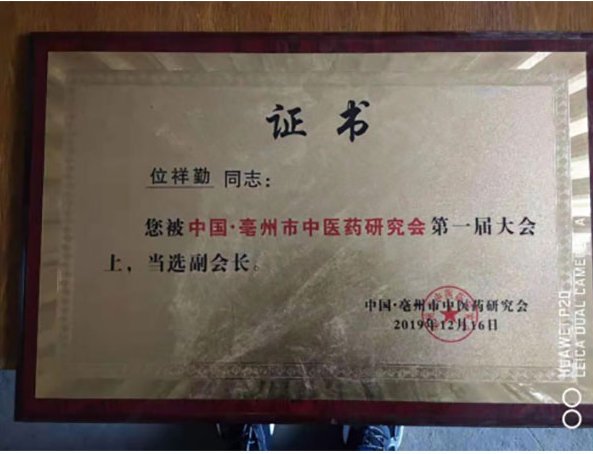 证书
位祥勤 同志：
您被中国·亳州市中医药研究会第一届大会
上，当选副会长。
中国·亳州市中医药研究会
2019年12月16日
HUAWEI P20
LEICA DUAL CAMERA